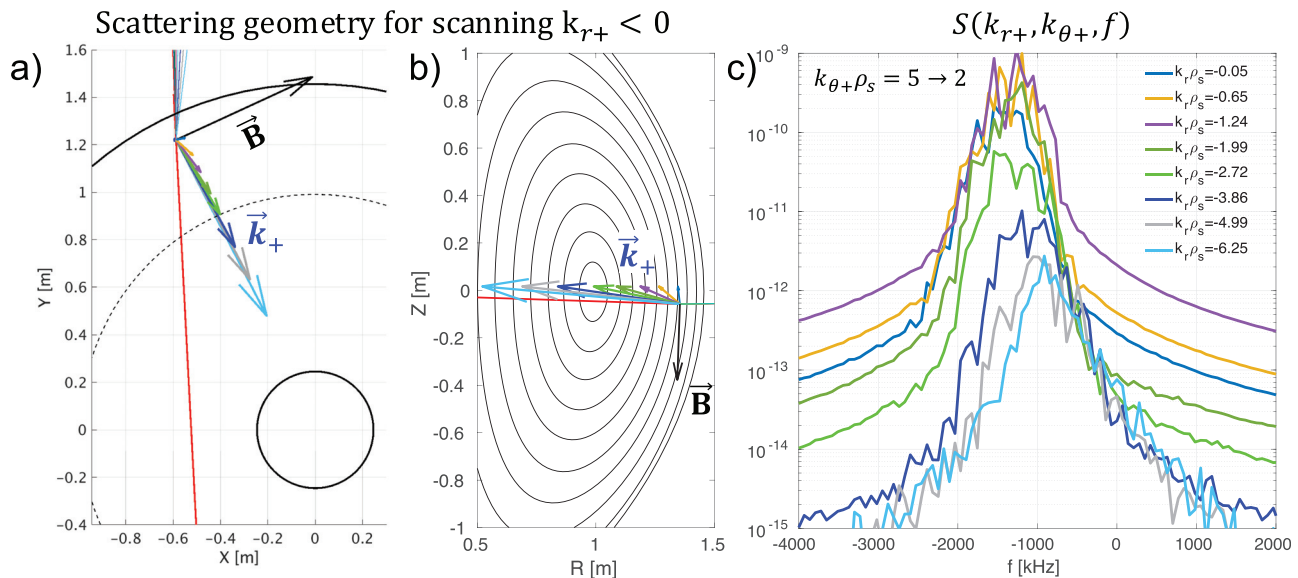 Scattering geometry for scanning k_{r+} < 0
S(k_{r+}, k_{θ+}, f)
a)
1.6
1.4
1.2
1
0.8
0.6
0.4
0.2
0
−0.2
−0.4
Y [m]
−0.8
−0.6
−0.4
−0.2
0
0.2
X [m]
B⃗
k⃗₊
b)
1
0.8
0.6
0.4
0.2
0
-0.2
-0.4
-0.6
-0.8
-1
Z [m]
0.5
1
1.5
R [m]
k⃗₊
B⃗
c)
k_{θ+}ρ_s = 5 → 2
k_rρ_s=-0.05
k_rρ_s=-0.65
k_rρ_s=-1.24
k_rρ_s=-1.99
k_rρ_s=-2.72
k_rρ_s=-3.86
k_rρ_s=-4.99
k_rρ_s=-6.25
10^{-9}
10^{-10}
10^{-11}
10^{-12}
10^{-13}
10^{-14}
10^{-15}
-4000
-3000
-2000
-1000
0
1000
2000
f [kHz]